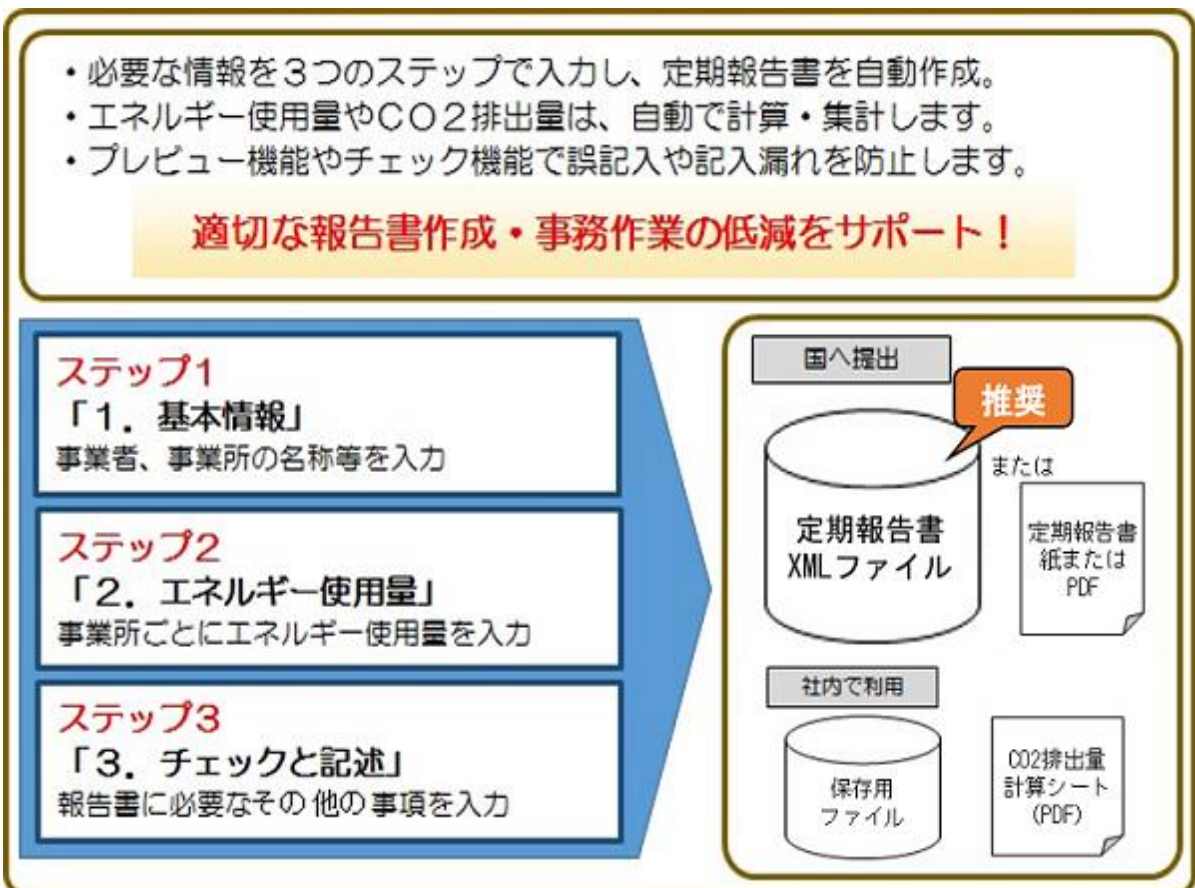 ・必要な情報を３つのステップで入力し、定期報告書を自動作成。
・エネルギー使用量やＣＯ２排出量は、自動で計算・集計します。
・プレビュー機能やチェック機能で誤記入や記入漏れを防止します。
適切な報告書作成・事務作業の低減をサポート！
ステップ1
「１．基本情報」
事業者、事業所の名称等を入力
ステップ2
「２．エネルギー使用量」
事業所ごとにエネルギー使用量を入力
ステップ3
「３．チェックと記述」
報告書に必要なその他の事項を入力
国へ提出
推奨
定期報告書
XMLファイル
または
定期報告書
紙または
PDF
社内で利用
保存用
ファイル
CO2排出量
計算シート
(PDF)